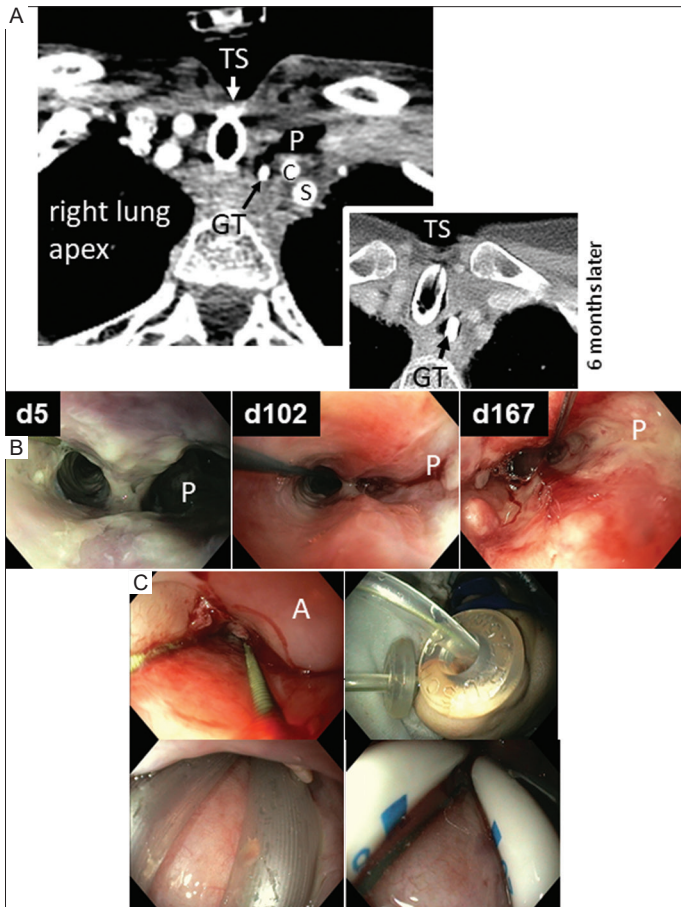 A
TS
P
C
S
right lung
apex
GT
TS
GT
6 months later
B
d5
d102
d167
P
P
P
C
A